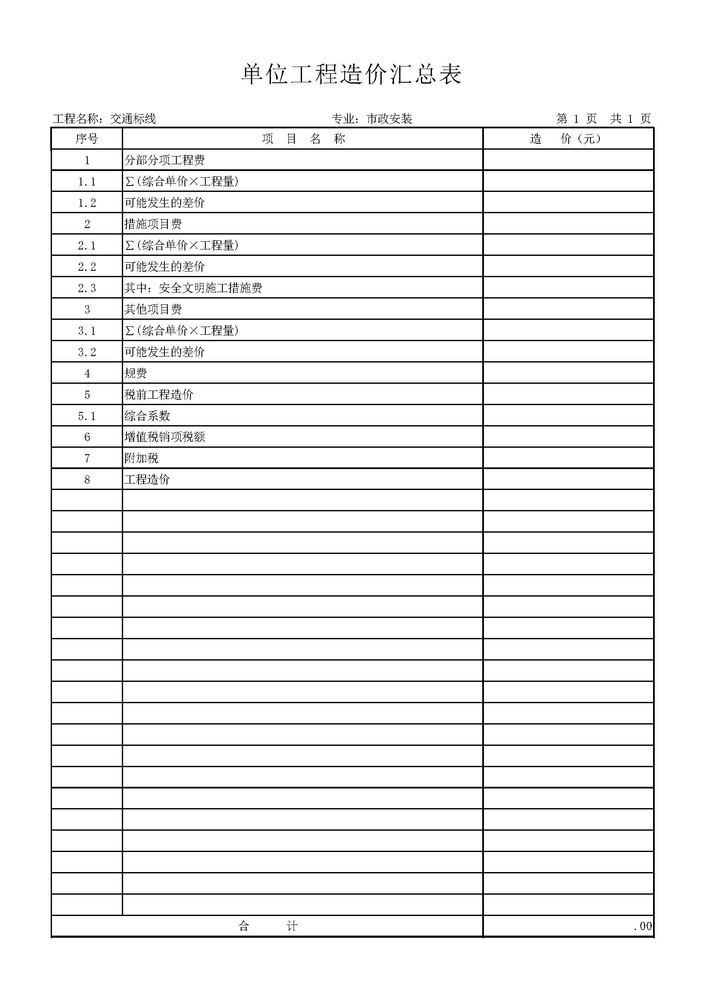 单位工程造价汇总表
工程名称：交通标线 专业：市政安装 第 1 页 共 1 页
序号 项 目 名 称 造 价（元）
1 分部分项工程费
1.1 ∑(综合单价×工程量)
1.2 可能发生的差价
2 措施项目费
2.1 ∑(综合单价×工程量)
2.2 可能发生的差价
2.3 其中：安全文明施工措施费
3 其他项目费
3.1 ∑(综合单价×工程量)
3.2 可能发生的差价
4 规费
5 税前工程造价
5.1 综合系数
6 增值税销项税额
7 附加税
8 工程造价
合 计 .00